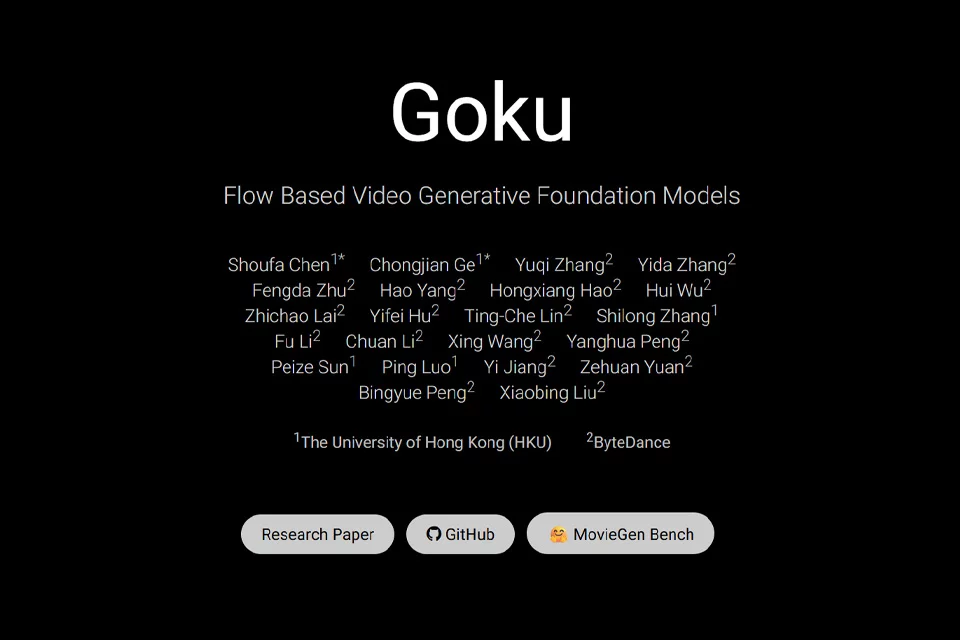 Goku
Flow Based Video Generative Foundation Models
Shoufa Chen1* Chongjian Ge1* Yuqi Zhang2 Yida Zhang2
Fengda Zhu2 Hao Yang2 Hongxiang Hao2 Hui Wu2
Zhichao Lai2 Yifei Hu2 Ting-Che Lin2 Shilong Zhang1
Fu Li2 Chuan Li2 Xing Wang2 Yanghua Peng2
Peize Sun1 Ping Luo1 Yi Jiang2 Zehuan Yuan2
Bingyue Peng2 Xiaobing Liu2
1The University of Hong Kong (HKU) 2ByteDance
Research Paper GitHub 🤗 MovieGen Bench